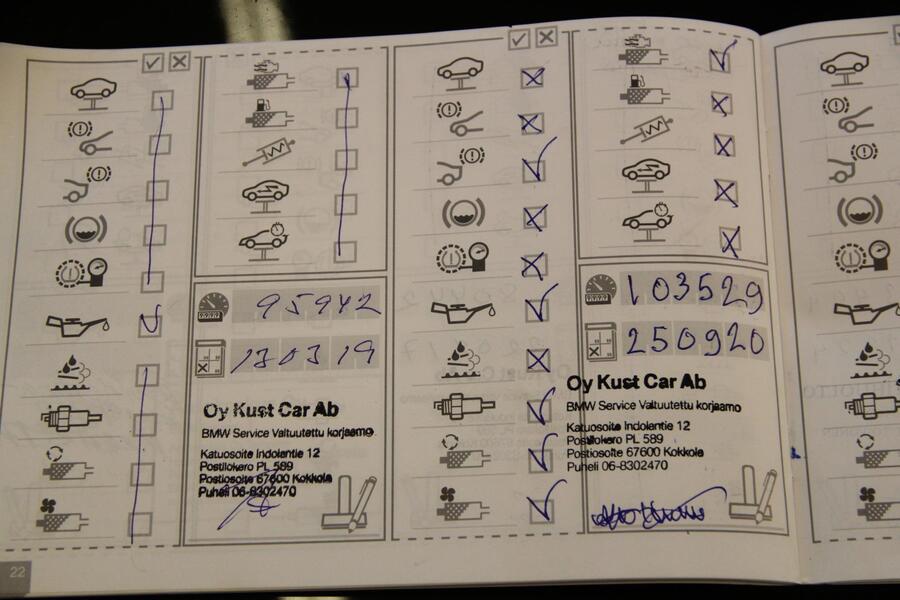 95942
130319
Oy Kust Car Ab
BMW Service Valtuutettu korjaamo
Katuosoite Indolantie 12
Postilokero PL 589
Postiosoite 67600 Kokkola
Puheli 06-8302470
103529
250920
Oy Kust Car Ab
BMW Service Valtuutettu korjaamo
Katuosoite Indolantie 12
Postilokero PL 589
Postiosoite 67600 Kokkola
Puheli 06-8302470
22